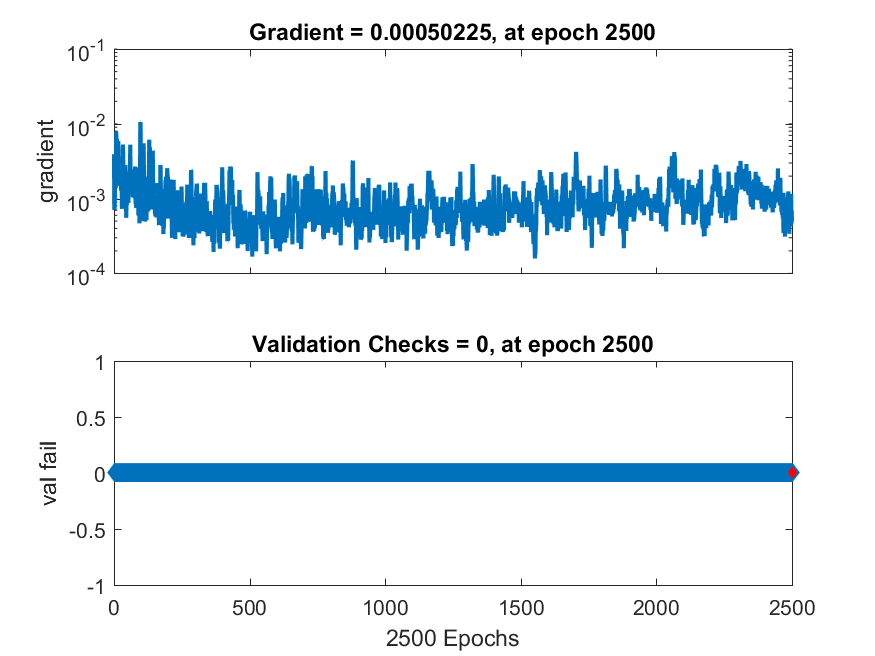 Gradient = 0.00050225, at epoch 2500
10-1
10-2
10-3
10-4
gradient
Validation Checks = 0, at epoch 2500
1
0.5
0
-0.5
-1
val fail
0 500 1000 1500 2000 2500
2500 Epochs